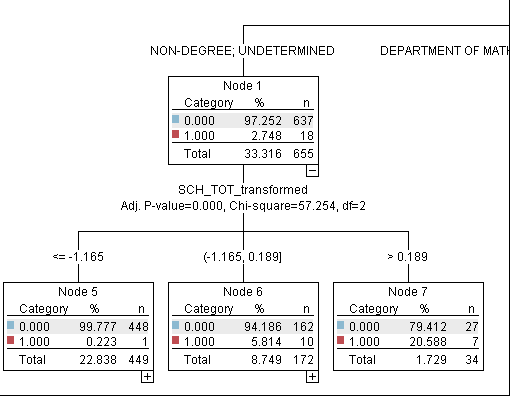 NON-DEGREE; UNDETERMINED
DEPARTMENT OF MATH
Node 1
Category % n
0.000 97.252 637
1.000 2.748 18
Total 33.316 655
SCH_TOT_transformed
Adj. P-value=0.000, Chi-square=57.254, df=2
<= -1.165
(-1.165, 0.189]
> 0.189
Node 5
Category % n
0.000 99.777 448
1.000 0.223 1
Total 22.838 449
Node 6
Category % n
0.000 94.186 162
1.000 5.814 10
Total 8.749 172
Node 7
Category % n
0.000 79.412 27
1.000 20.588 7
Total 1.729 34